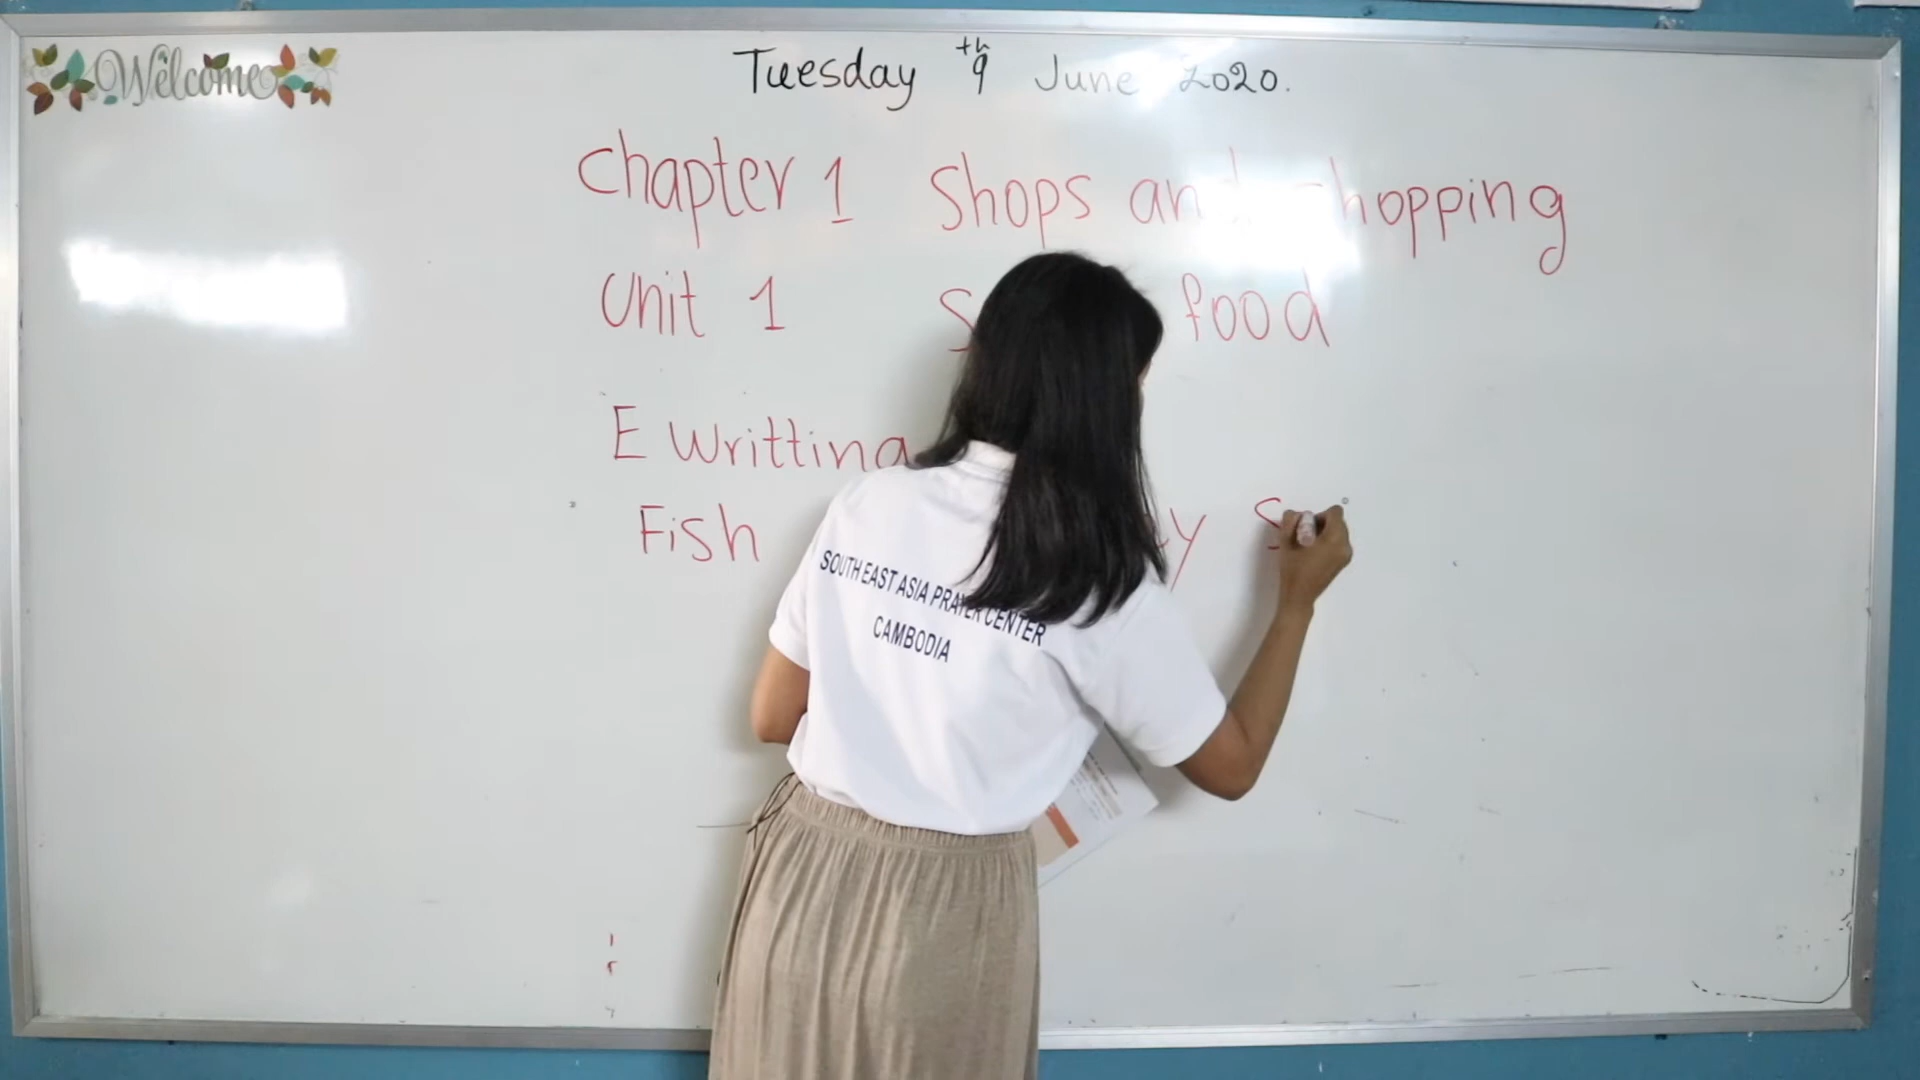 Welcome
Tuesday 9th June 2020.
Chapter 1 Shops and shopping
Unit 1 food
E Writting
Fish
SOUTH EAST ASIA PRAYER CENTER
CAMBODIA